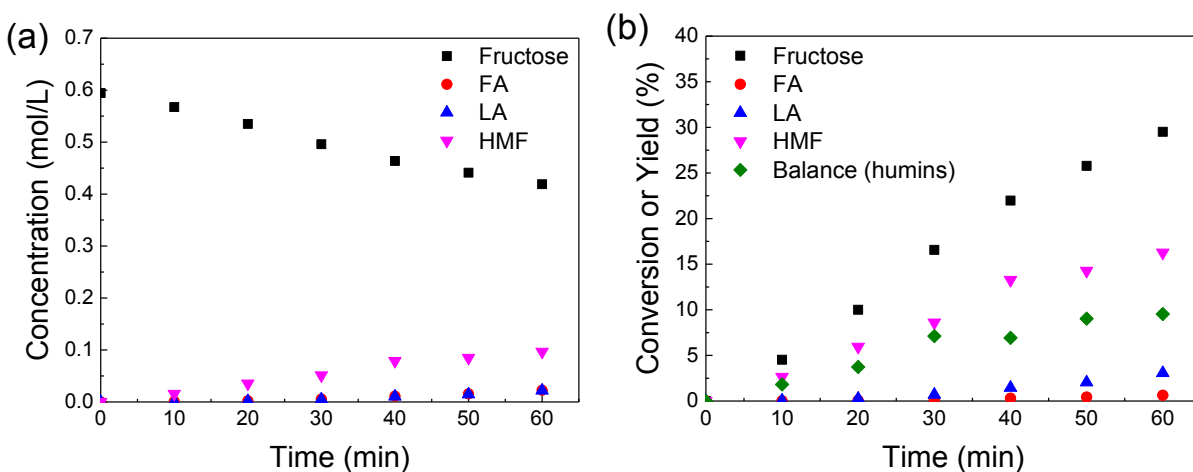 (a)
Concentration (mol/L)
0.7
0.6
0.5
0.4
0.3
0.2
0.1
0.0
0 10 20 30 40 50 60
Time (min)
Fructose
FA
LA
HMF
(b)
Conversion or Yield (%)
40
35
30
25
20
15
10
5
0
0 10 20 30 40 50 60
Time (min)
Fructose
FA
LA
HMF
Balance (humins)